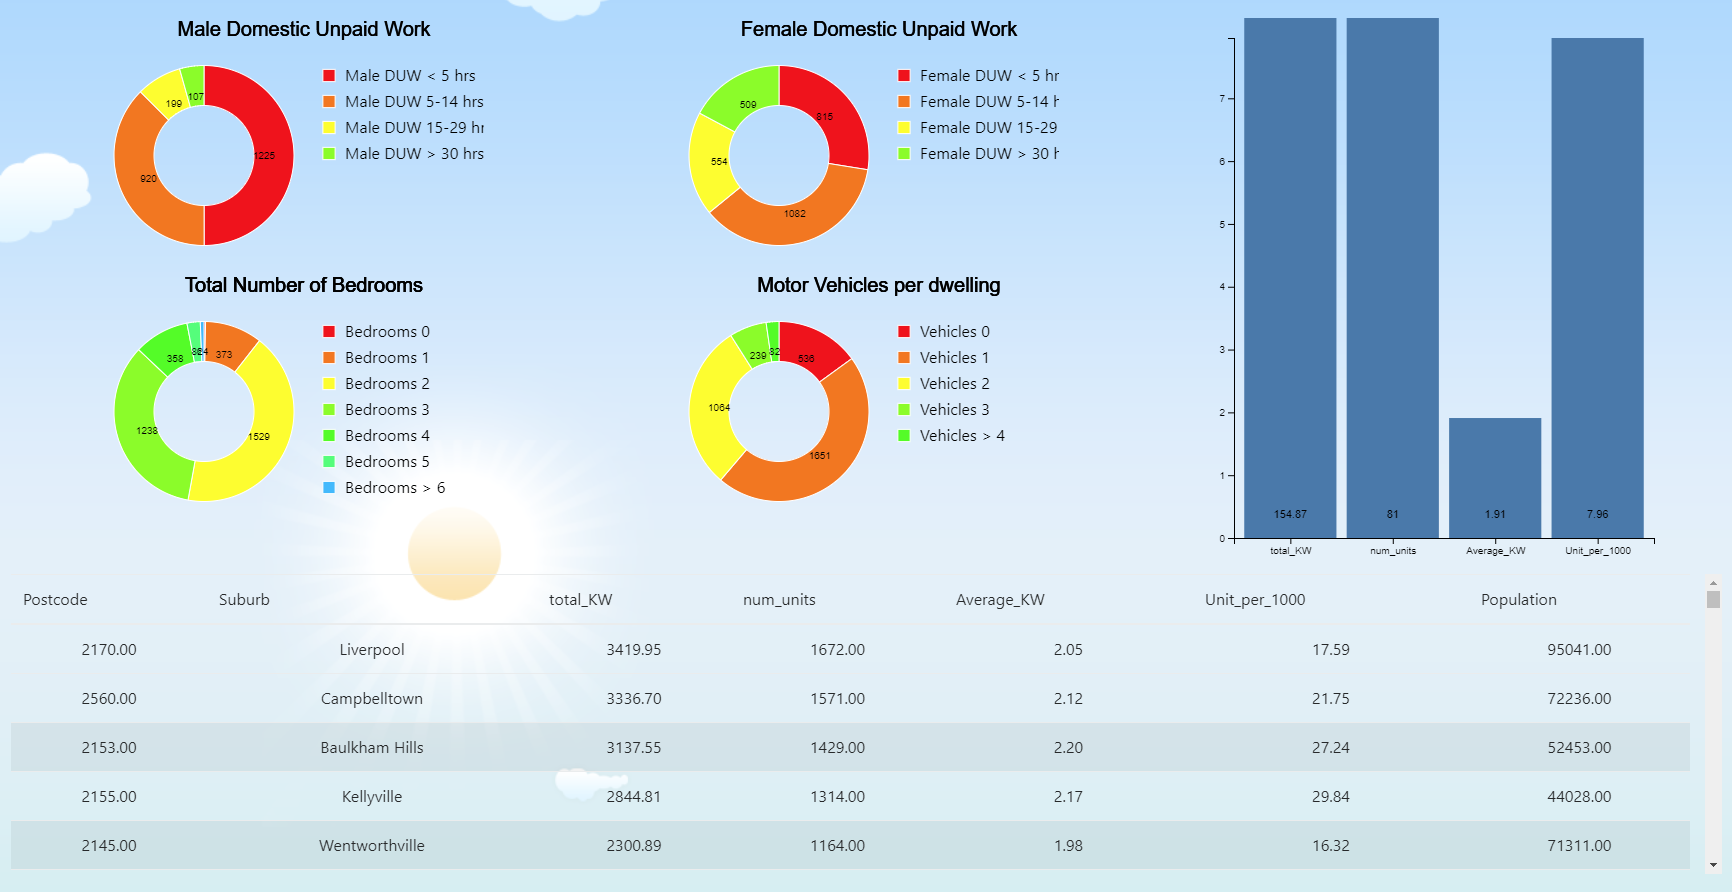 Male Domestic Unpaid Work
1225
920
199
107
Male DUW < 5 hrs
Male DUW 5-14 hrs
Male DUW 15-29 hr
Male DUW > 30 hrs
Female Domestic Unpaid Work
815
1082
554
509
Female DUW < 5 hr
Female DUW 5-14 h
Female DUW 15-29
Female DUW > 30 h
Total Number of Bedrooms
373
1529
1238
358
Bedrooms 0
Bedrooms 1
Bedrooms 2
Bedrooms 3
Bedrooms 4
Bedrooms 5
Bedrooms > 6
Motor Vehicles per dwelling
536
1651
1064
239
82
Vehicles 0
Vehicles 1
Vehicles 2
Vehicles 3
Vehicles > 4
7
6
5
4
3
2
1
0
154.87 81 1.91 7.96
total_KW num_units Average_KW Unit_per_1000
Postcode Suburb total_KW num_units Average_KW Unit_per_1000 Population
2170.00 Liverpool 3419.95 1672.00 2.05 17.59 95041.00
2560.00 Campbelltown 3336.70 1571.00 2.12 21.75 72236.00
2153.00 Baulkham Hills 3137.55 1429.00 2.20 27.24 52453.00
2155.00 Kellyville 2844.81 1314.00 2.17 29.84 44028.00
2145.00 Wentworthville 2300.89 1164.00 1.98 16.32 71311.00